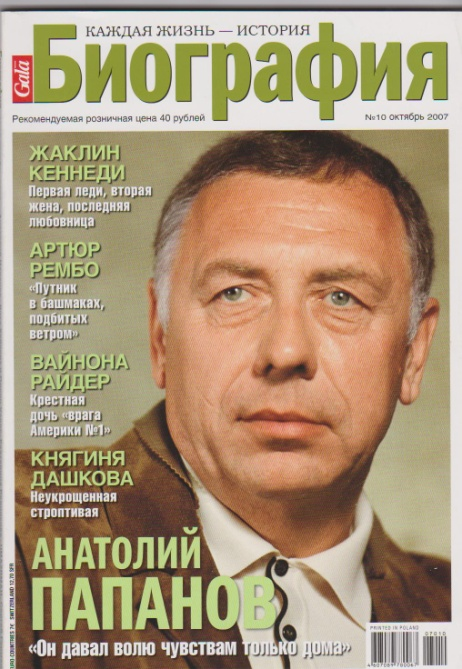 КАЖДАЯ ЖИЗНЬ — ИСТОРИЯ
Gala
Биография
Рекомендуемая розничная цена 40 рублей
№10 октябрь 2007
ЖАКЛИН
КЕННЕДИ
Первая леди, вторая
жена, последняя
любовница
АРТЮР
РЕМБО
«Путник
в башмаках,
подбитых
ветром»
ВАЙНОНА
РАЙДЕР
Крестная
дочь «врага
Америки №1»
КНЯГИНЯ
ДАШКОВА
Неукрощенная
строптивая
АНАТОЛИЙ
ПАПАНОВ
«Он давал волю чувствам только дома»
PRINTED IN POLAND
07010